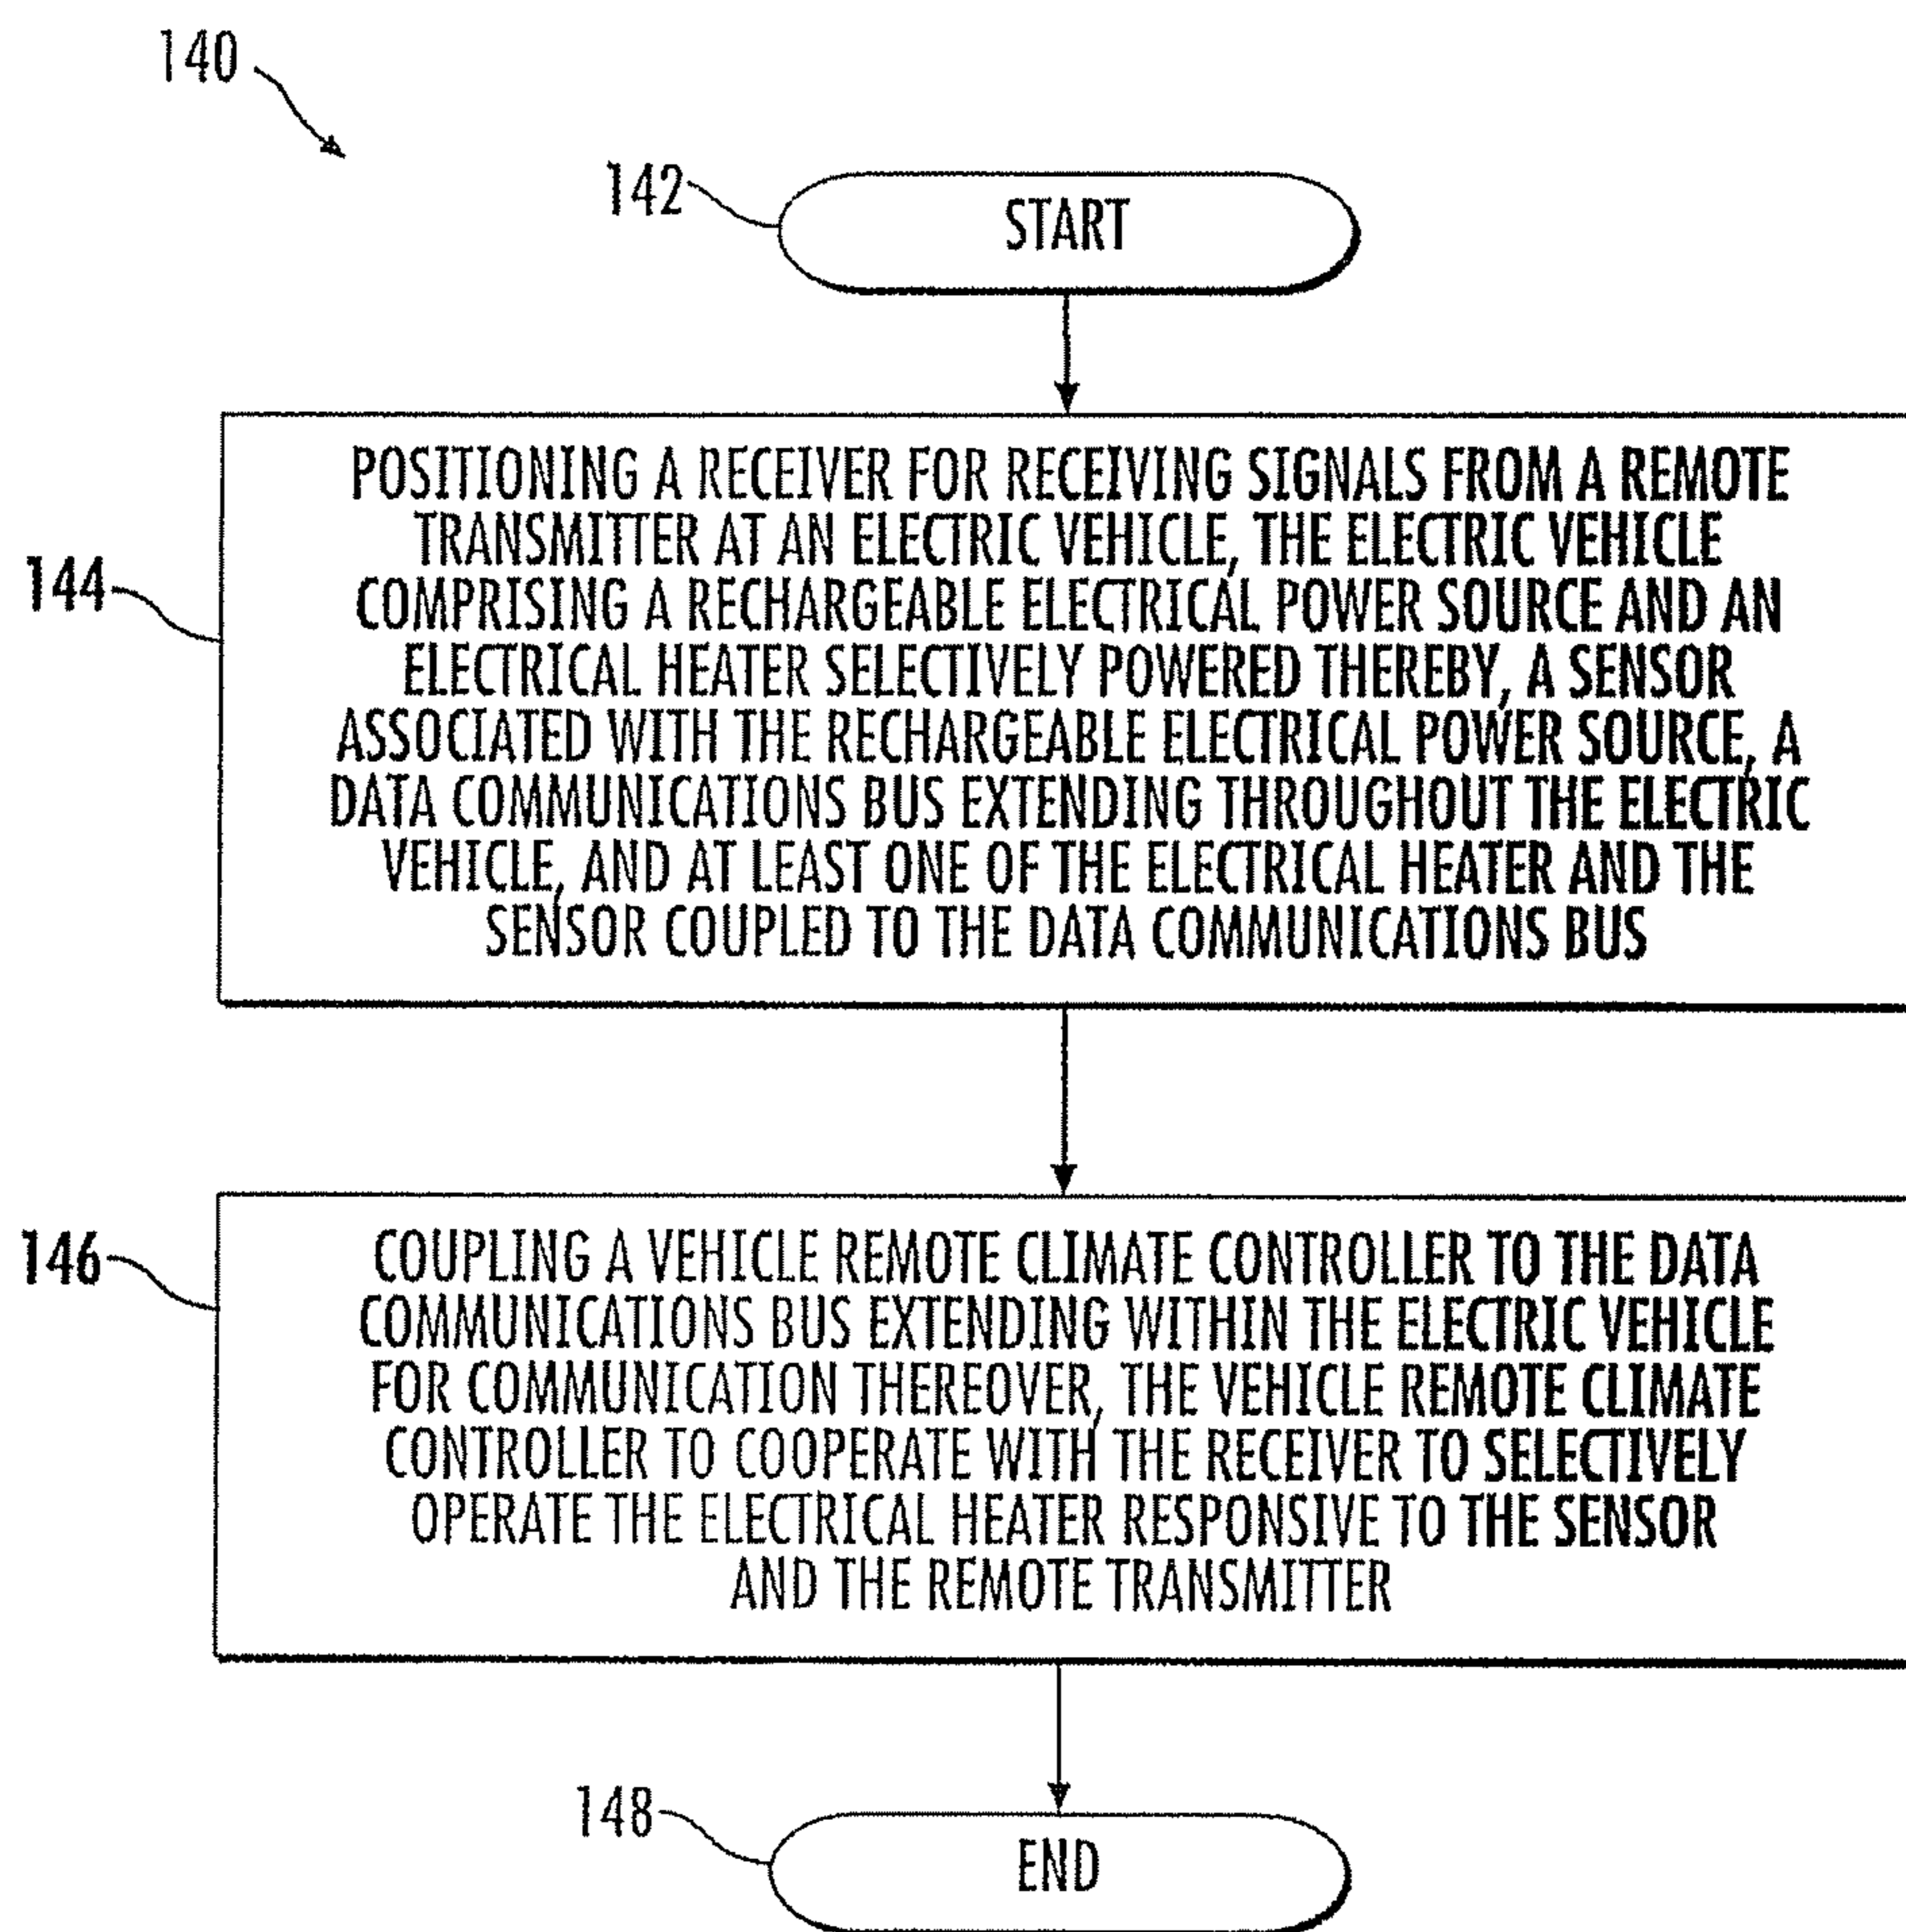 140
142
START
144
POSITIONING A RECEIVER FOR RECEIVING SIGNALS FROM A REMOTE
TRANSMITTER AT AN ELECTRIC VEHICLE, THE ELECTRIC VEHICLE
COMPRISING A RECHARGEABLE ELECTRICAL POWER SOURCE AND AN
ELECTRICAL HEATER SELECTIVELY POWERED THEREBY, A SENSOR
ASSOCIATED WITH THE RECHARGEABLE ELECTRICAL POWER SOURCE, A
DATA COMMUNICATIONS BUS EXTENDING THROUGHOUT THE ELECTRIC
VEHICLE, AND AT LEAST ONE OF THE ELECTRICAL HEATER AND THE
SENSOR COUPLED TO THE DATA COMMUNICATIONS BUS
146
COUPLING A VEHICLE REMOTE CLIMATE CONTROLLER TO THE DATA
COMMUNICATIONS BUS EXTENDING WITHIN THE ELECTRIC VEHICLE
FOR COMMUNICATION THEREOVER, THE VEHICLE REMOTE CLIMATE
CONTROLLER TO COOPERATE WITH THE RECEIVER TO SELECTIVELY
OPERATE THE ELECTRICAL HEATER RESPONSIVE TO THE SENSOR
AND THE REMOTE TRANSMITTER
148
END